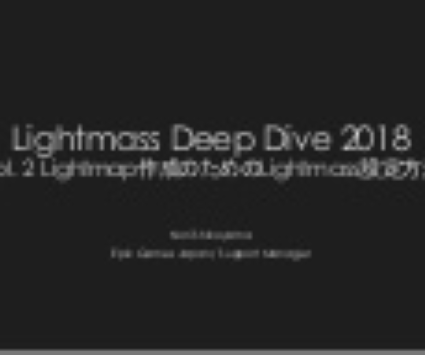 Lightmass Deep Dive 2018
ol. 2 Lightmap作成のためのLightmass設定方
Epic Games Japan / Support Manager